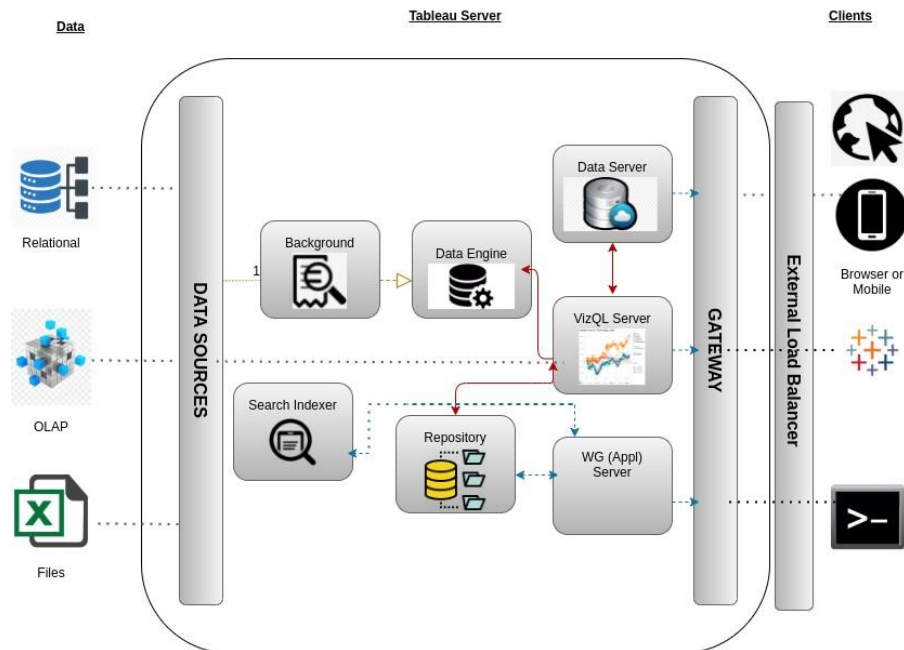 Tableau Server
Clients
Data
Data Server
Relational
Background
Data Engine
Browser or
Mobile
1
DATA SOURCES
VizQL Server
GATEWAY
External Load Balancer
OLAP
Search Indexer
Repository
WG (Appl)
Server
X
>-
Files